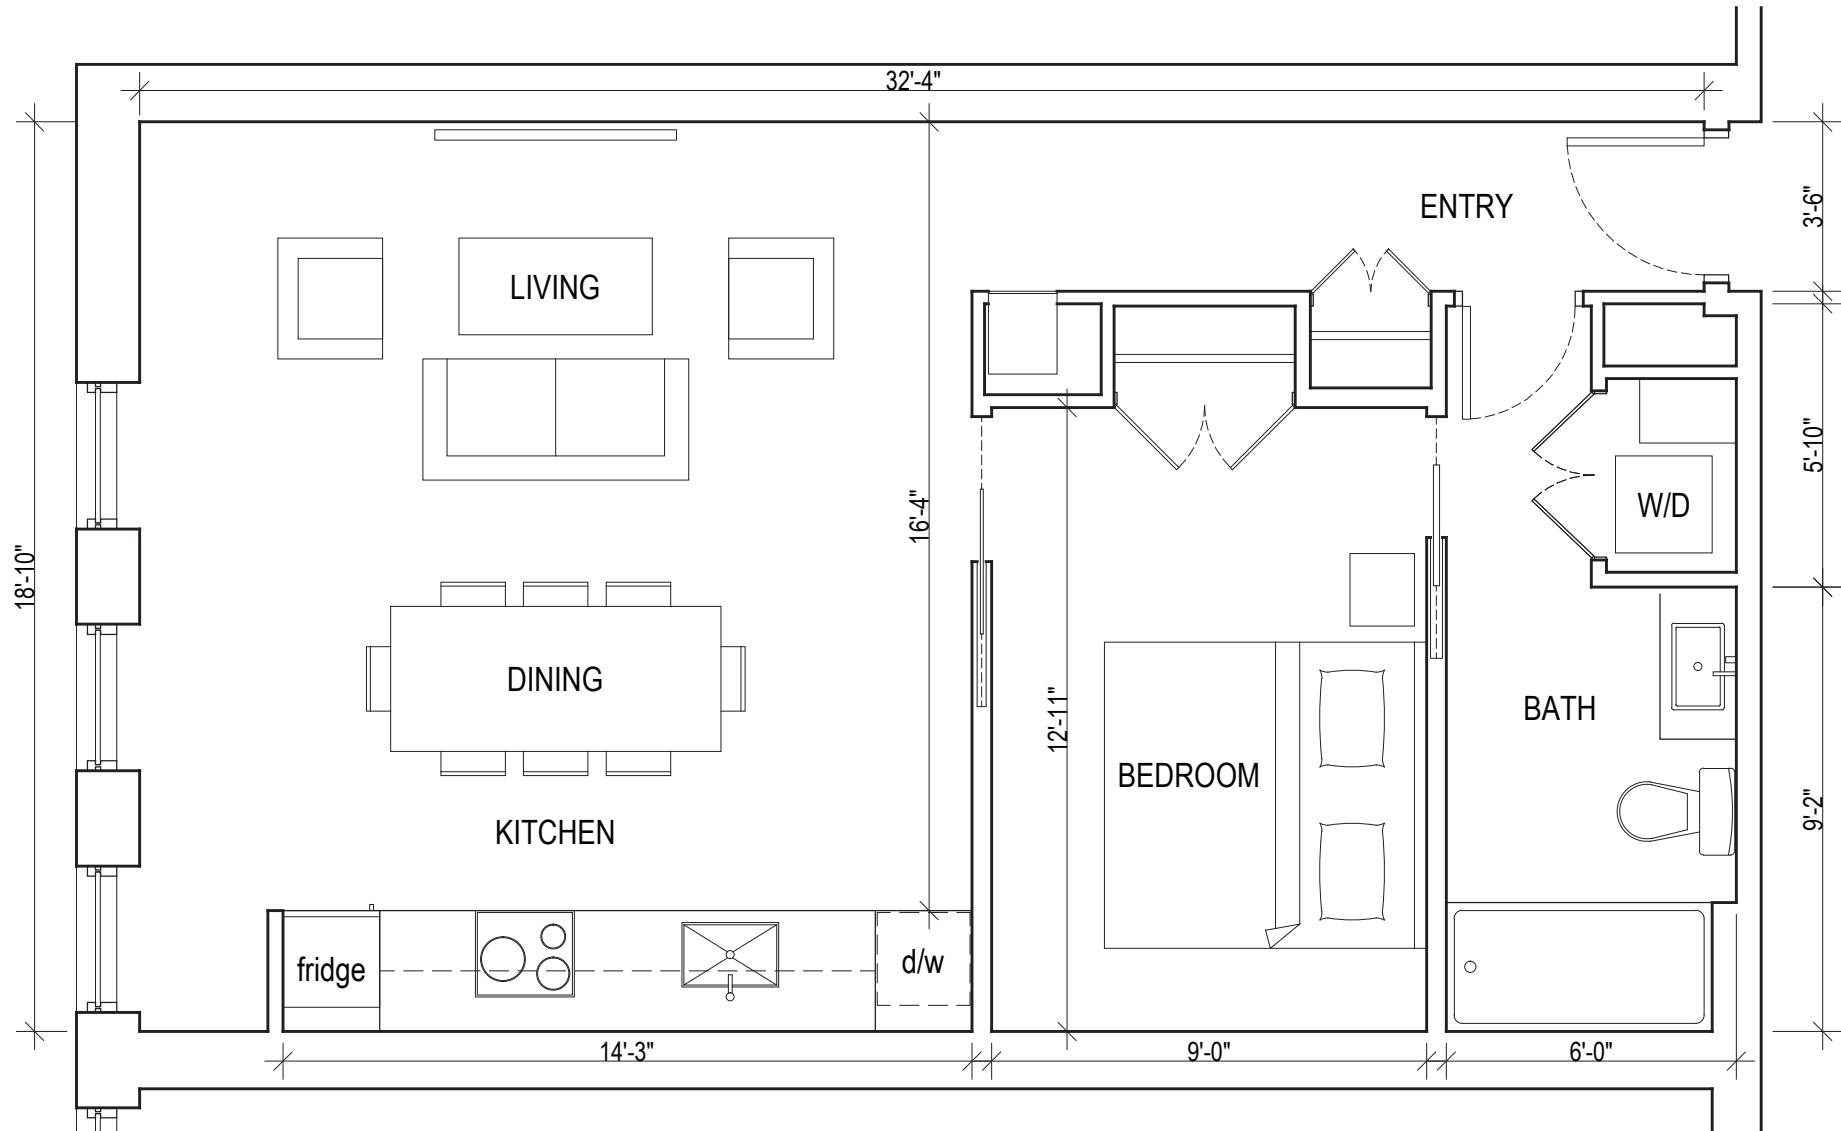 32'-4"
ENTRY
3'-6"
LIVING
5'-10"
16'-4"
W/D
18'-10"
DINING
12'-11"
BATH
BEDROOM
9'-2"
KITCHEN
fridge
d/w
14'-3"
9'-0"
6'-0"